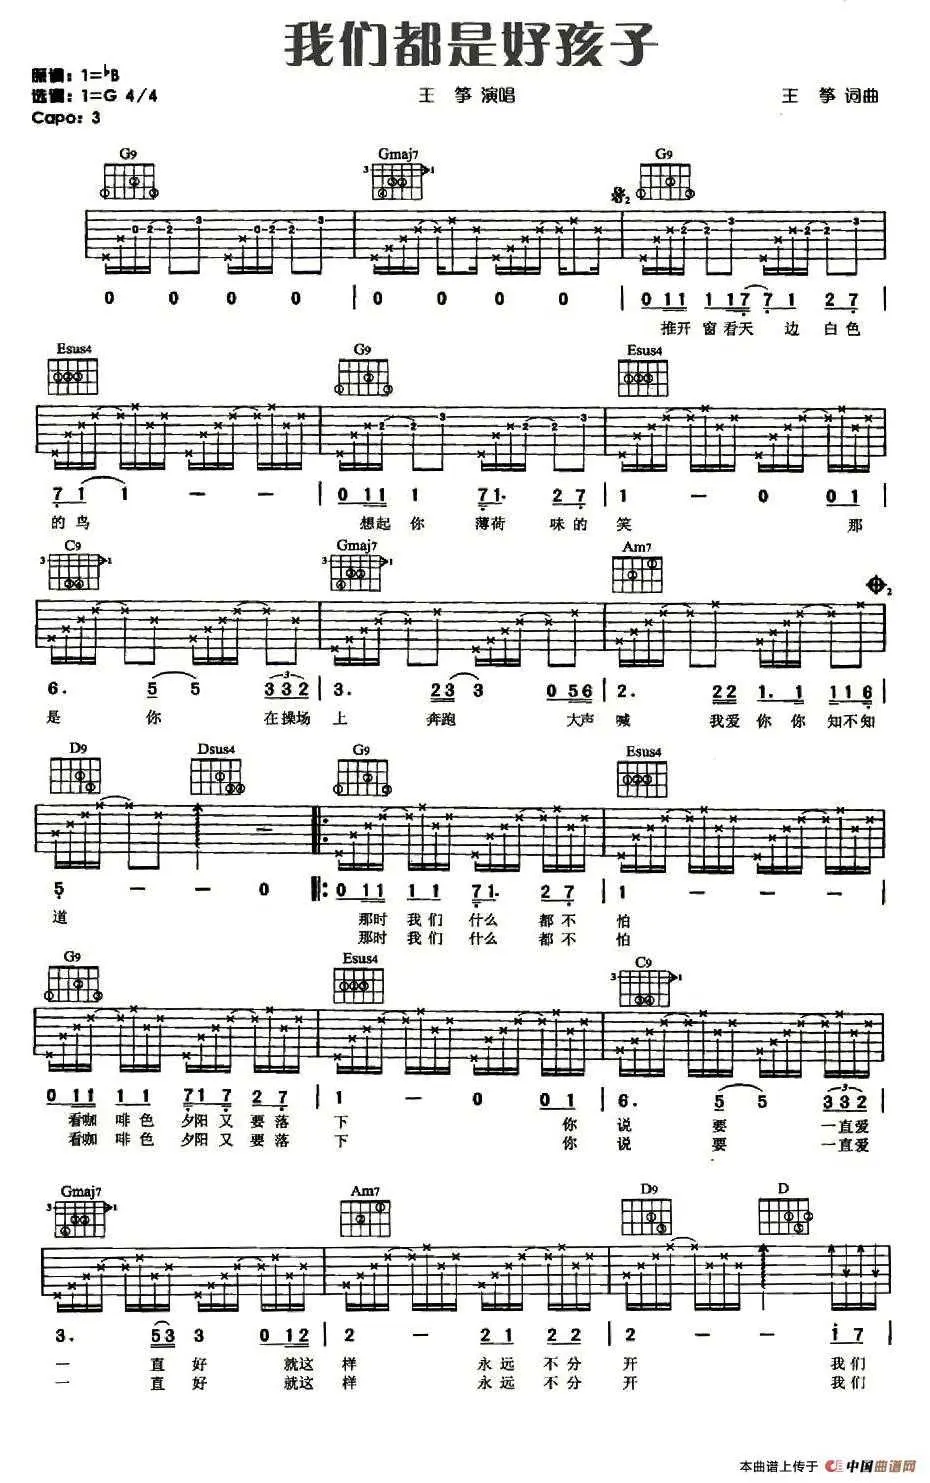 我们都是好孩子
原调：1=♭B
选调：1=G 4/4
王 筝 演唱
王 筝 词曲
Capo：3
G9 Gmaj7 G9
0 0 0 0 | 0 0 0 0 | 0 1 1 1 1 7 7 1 2 7 |
推开 窗看天 边 白色
Esus4 G9 Esus4
7 1 1 — — | 0 1 1 1 7 1. 2 7 | 1 — 0 0 1 |
的鸟 想起 你 薄荷 味的 笑 那
C9 Gmaj7 Am7
6. 5 5 3 3 2 | 3. 2 3 3 0 5 6 | 2. 2 2 1. 1 1 1 6 |
是 你 在操场 上 奔跑 大声 喊 我爱 你 你 知不知
D9 Dsus4 G9 Esus4
5 — — 0 |: 0 1 1 1 1 7 1. 2 7 | 1 — — — |
道 那时 我 们 什么 都 不 怕
那时 我 们 什么 都 不 怕
G9 Esus4 C9
0 1 1 1 1 7 1 7 2 7 | 1 — 0 0 1 | 6. 5 5 3 3 2 |
看咖 啡色 夕阳 又 要落 下 你 说 要 一直爱
看咖 啡色 夕阳 又 要落 下 你 说 要 一直爱
Gmaj7 Am7 D9 D
3. 5 3 3 0 1 2 | 2 — 2 1 2 2 | 2 — — 1 7 |
一 直 好 就这 样 永 远 不 分 开 我们
一 直 好 就这 样 永 远 不 分 开 我们
本曲谱上传于 中国曲谱网